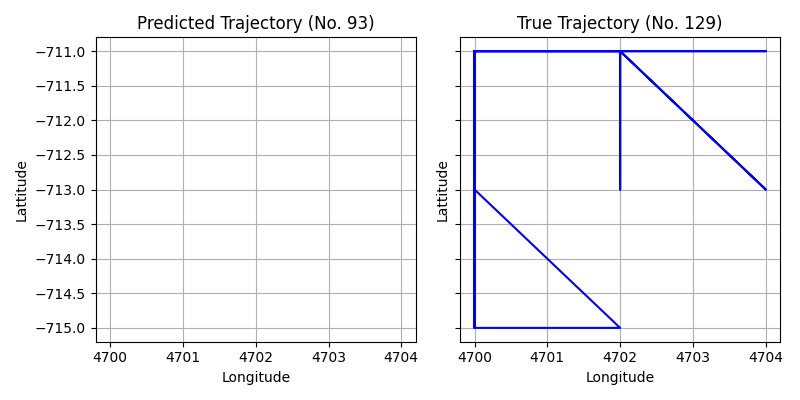 Predicted Trajectory (No. 93)
True Trajectory (No. 129)
Lattitude
−711.0
−711.5
−712.0
−712.5
−713.0
−713.5
−714.0
−714.5
−715.0
4700 4701 4702 4703 4704
Longitude
Lattitude
4700 4701 4702 4703 4704
Longitude